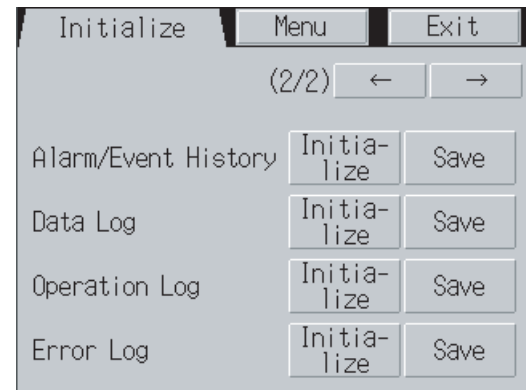 Initialize Menu Exit
(2/2) ← →
Alarm/Event History Initia-
lize Save
Data Log Initia-
lize Save
Operation Log Initia-
lize Save
Error Log Initia-
lize Save